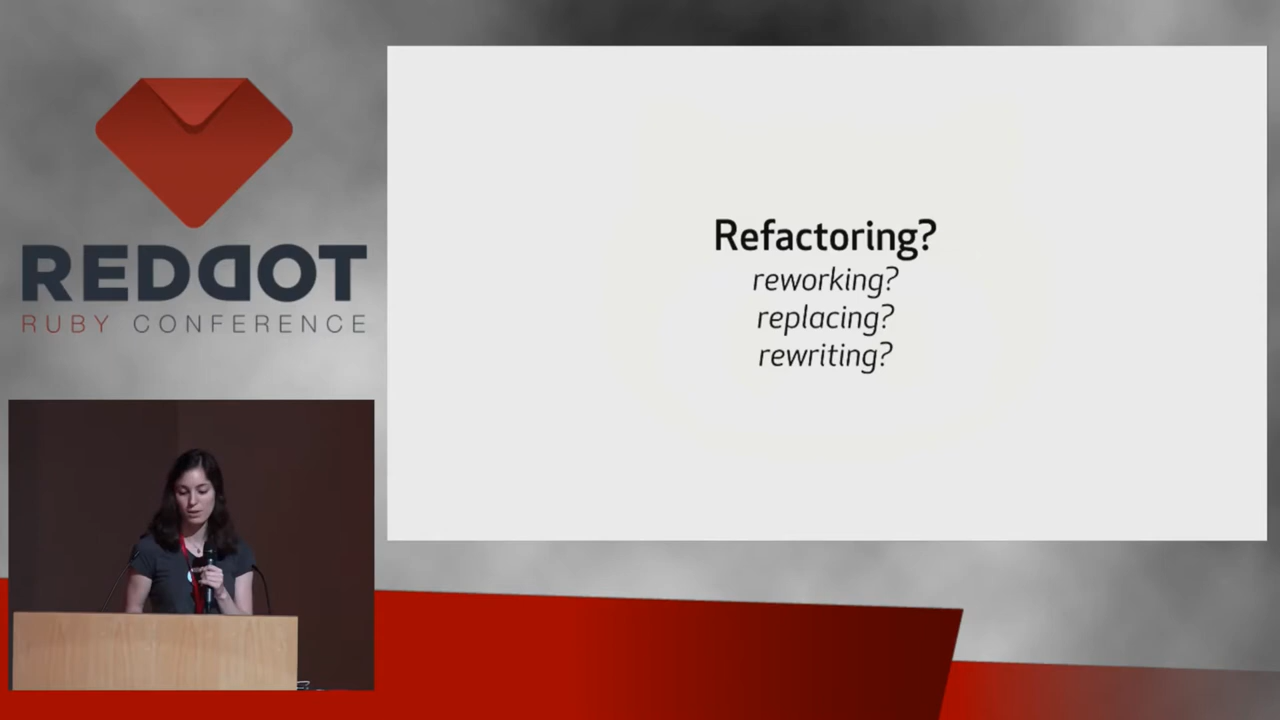 REDDOT
RUBY CONFERENCE
Refactoring?
reworking?
replacing?
rewriting?